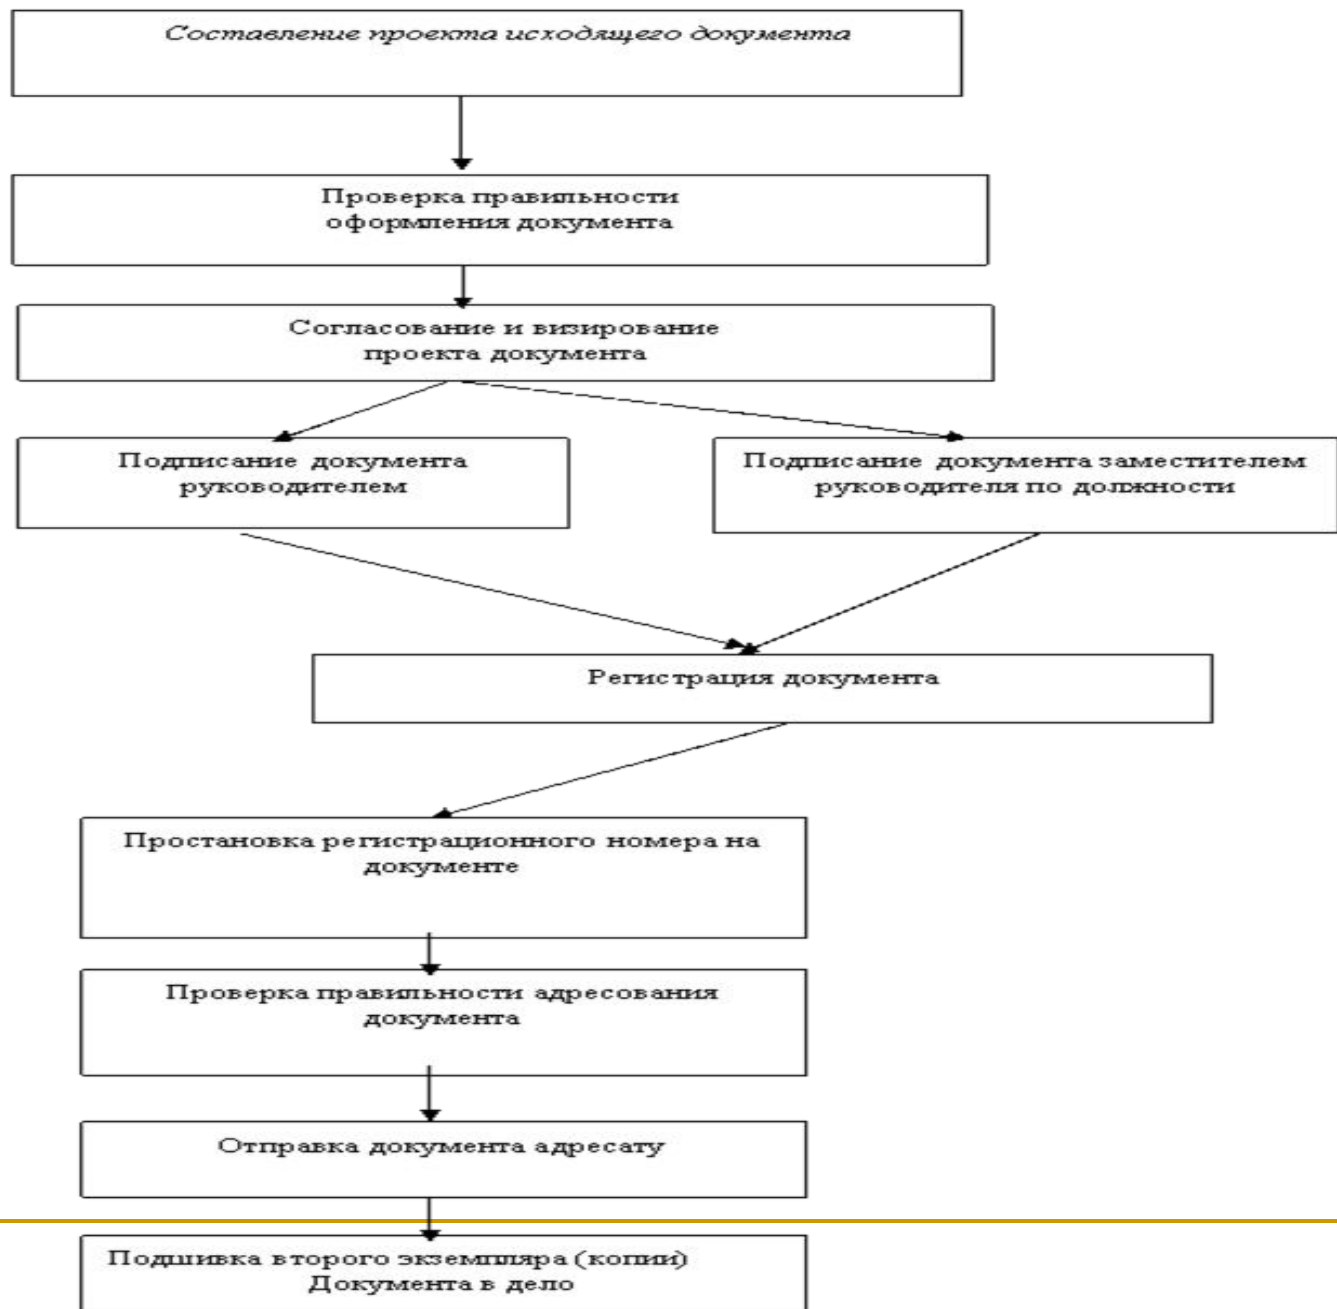 Составление проекта исходящего документа
Проверка правильности
оформления документа
Согласование и визирование
проекта документа
Подписание документа
руководителем
Подписание документа заместителем
руководителя по должности
Регистрация документа
Простановка регистрационного номера на
документе
Проверка правильности адресования
документа
Отправка документа адресату
Подшивка второго экземпляра (копии)
Документа в дело